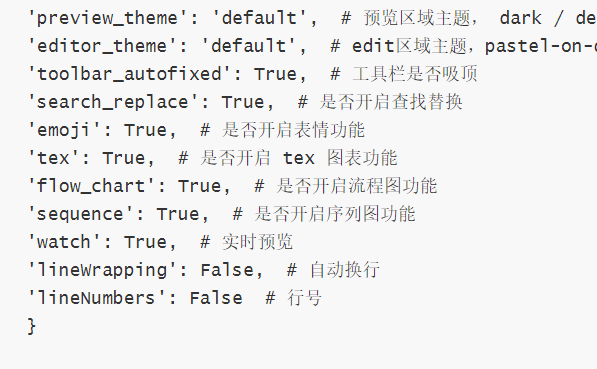 'preview_theme': 'default',  # 预览区域主题, dark / de
'editor_theme': 'default',  # edit区域主题，pastel-on-
'toolbar_autofixed': True,  # 工具栏是否吸顶
'search_replace': True,  # 是否开启查找替换
'emoji': True,  # 是否开启表情功能
'tex': True,  # 是否开启 tex 图表功能
'flow_chart': True,  # 是否开启流程图功能
'sequence': True,  # 是否开启序列图功能
'watch': True,  # 实时预览
'lineWrapping': False,  # 自动换行
'lineNumbers': False  # 行号
}